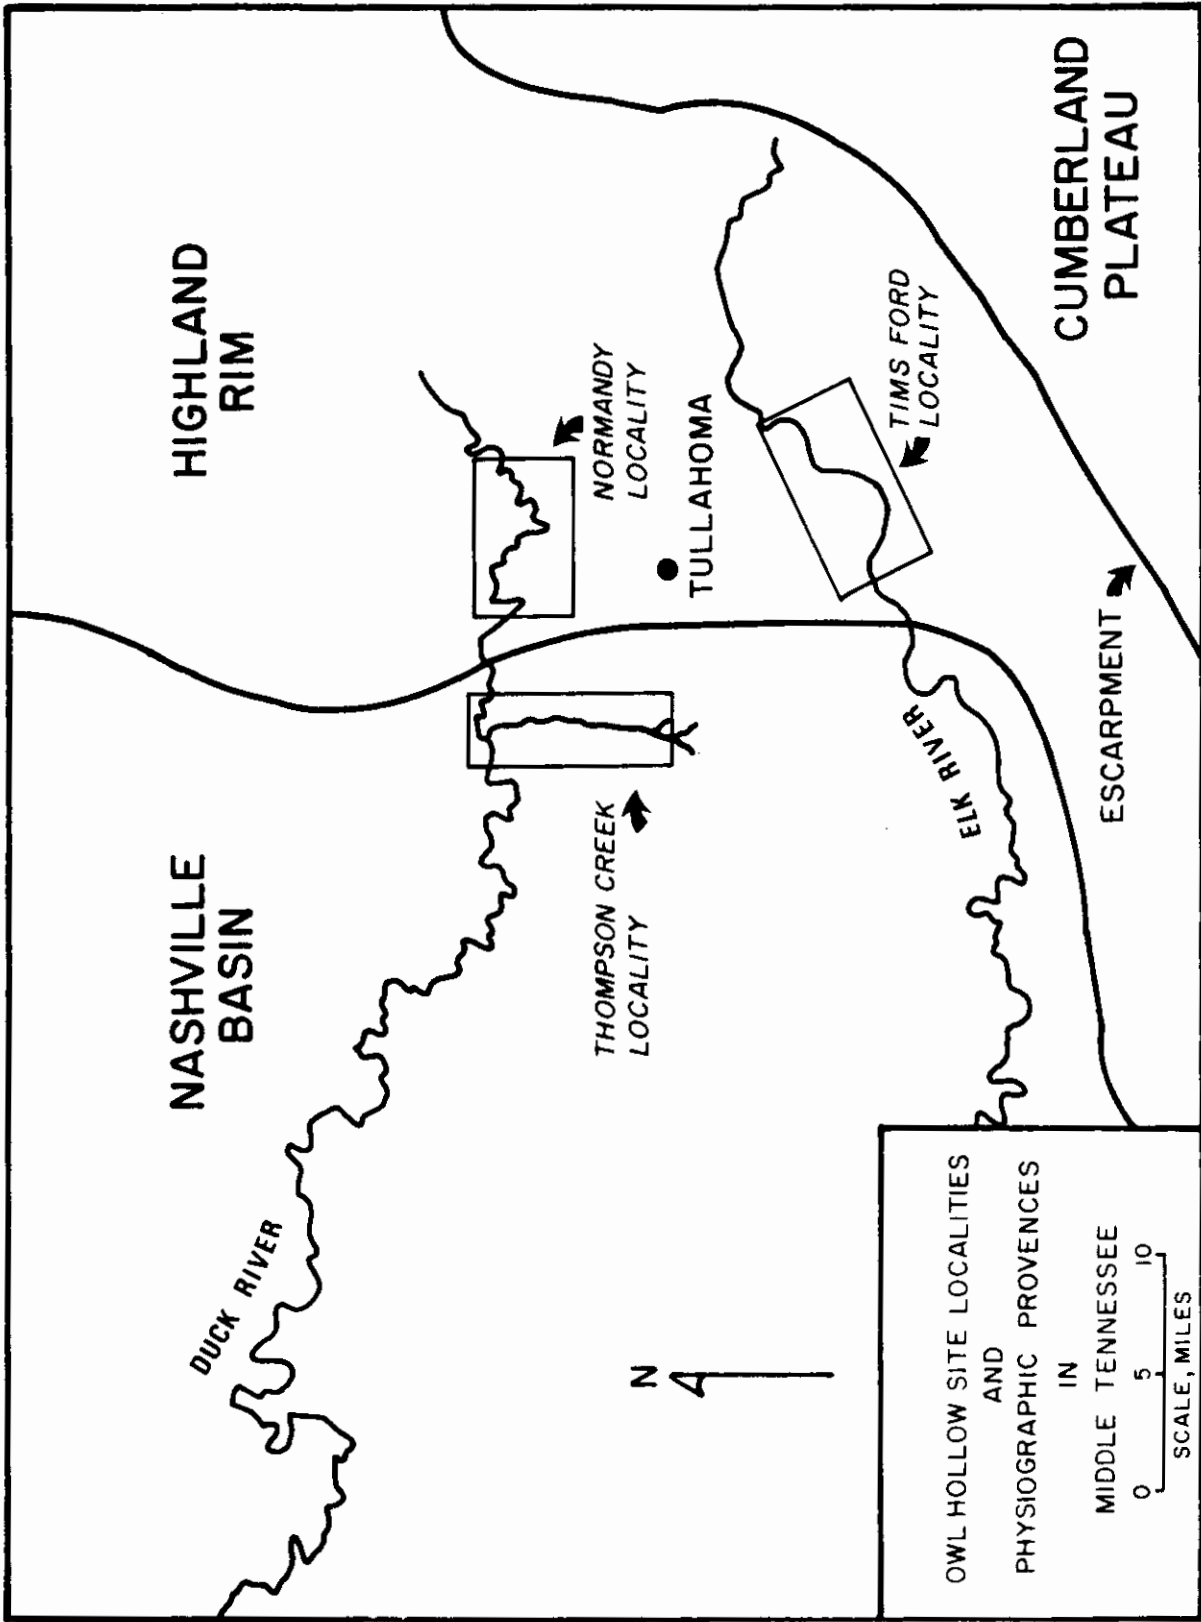 NASHVILLE
BASIN
HIGHLAND
RIM
DUCK RIVER
THOMPSON CREEK
LOCALITY
NORMANDY
LOCALITY
N
TULLAHOMA
TIMS FORD
LOCALITY
ELK RIVER
CUMBERLAND
PLATEAU
ESCARPMENT
OWL HOLLOW SITE LOCALITIES
AND
PHYSIOGRAPHIC PROVENCES
IN
MIDDLE TENNESSEE
0 5 10
SCALE, MILES